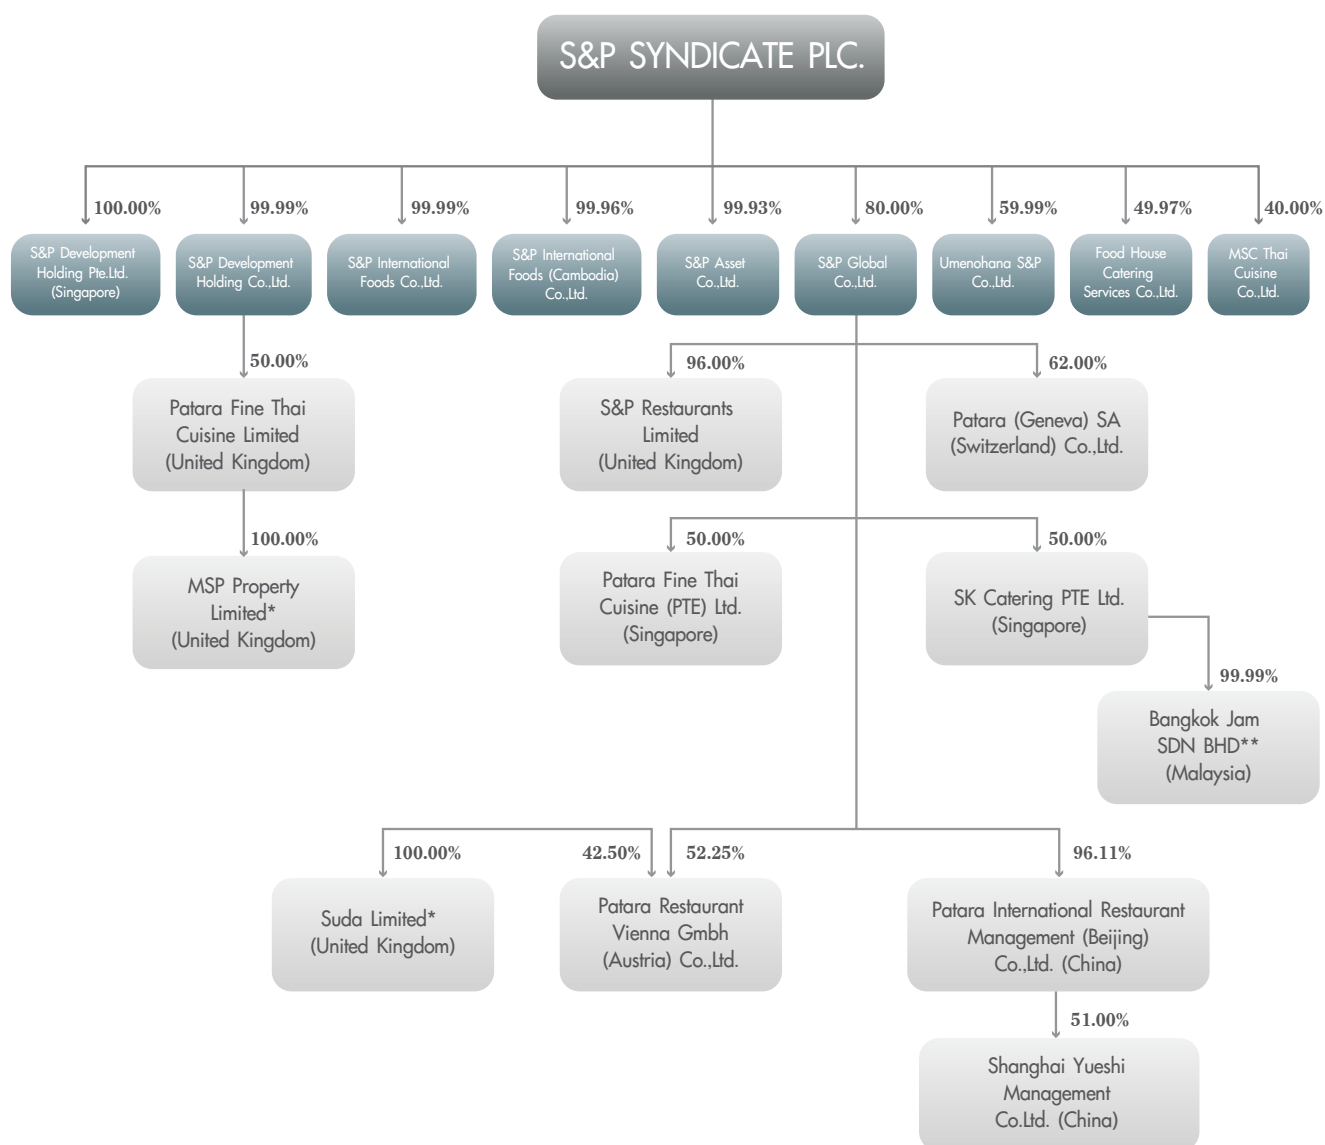 S&P SYNDICATE PLC.
100.00%
99.99%
99.99%
99.96%
99.93%
80.00%
59.99%
49.97%
40.00%
S&P Development
Holding Pte.Ltd.
(Singapore)
S&P Development
Holding Co.,Ltd.
S&P International
Foods Co.,Ltd.
S&P International
Foods (Cambodia)
Co.,Ltd.
S&P Asset
Co.,Ltd.
S&P Global
Co.,Ltd.
Umenohana S&P
Co.,Ltd.
Food House
Catering
Services Co.,Ltd.
MSC Thai
Cuisine
Co.,Ltd.
50.00%
96.00%
62.00%
Patara Fine Thai
Cuisine Limited
(United Kingdom)
S&P Restaurants
Limited
(United Kingdom)
Patara (Geneva) SA
(Switzerland) Co.,Ltd.
100.00%
50.00%
50.00%
MSP Property
Limited*
(United Kingdom)
Patara Fine Thai
Cuisine (PTE) Ltd.
(Singapore)
SK Catering PTE Ltd.
(Singapore)
99.99%
Bangkok Jam
SDN BHD**
(Malaysia)
100.00%
42.50%
52.25%
96.11%
Suda Limited*
(United Kingdom)
Patara Restaurant
Vienna Gmbh
(Austria) Co.,Ltd.
Patara International Restaurant
Management (Beijing)
Co.,Ltd. (China)
51.00%
Shanghai Yueshi
Management
Co.Ltd. (China)